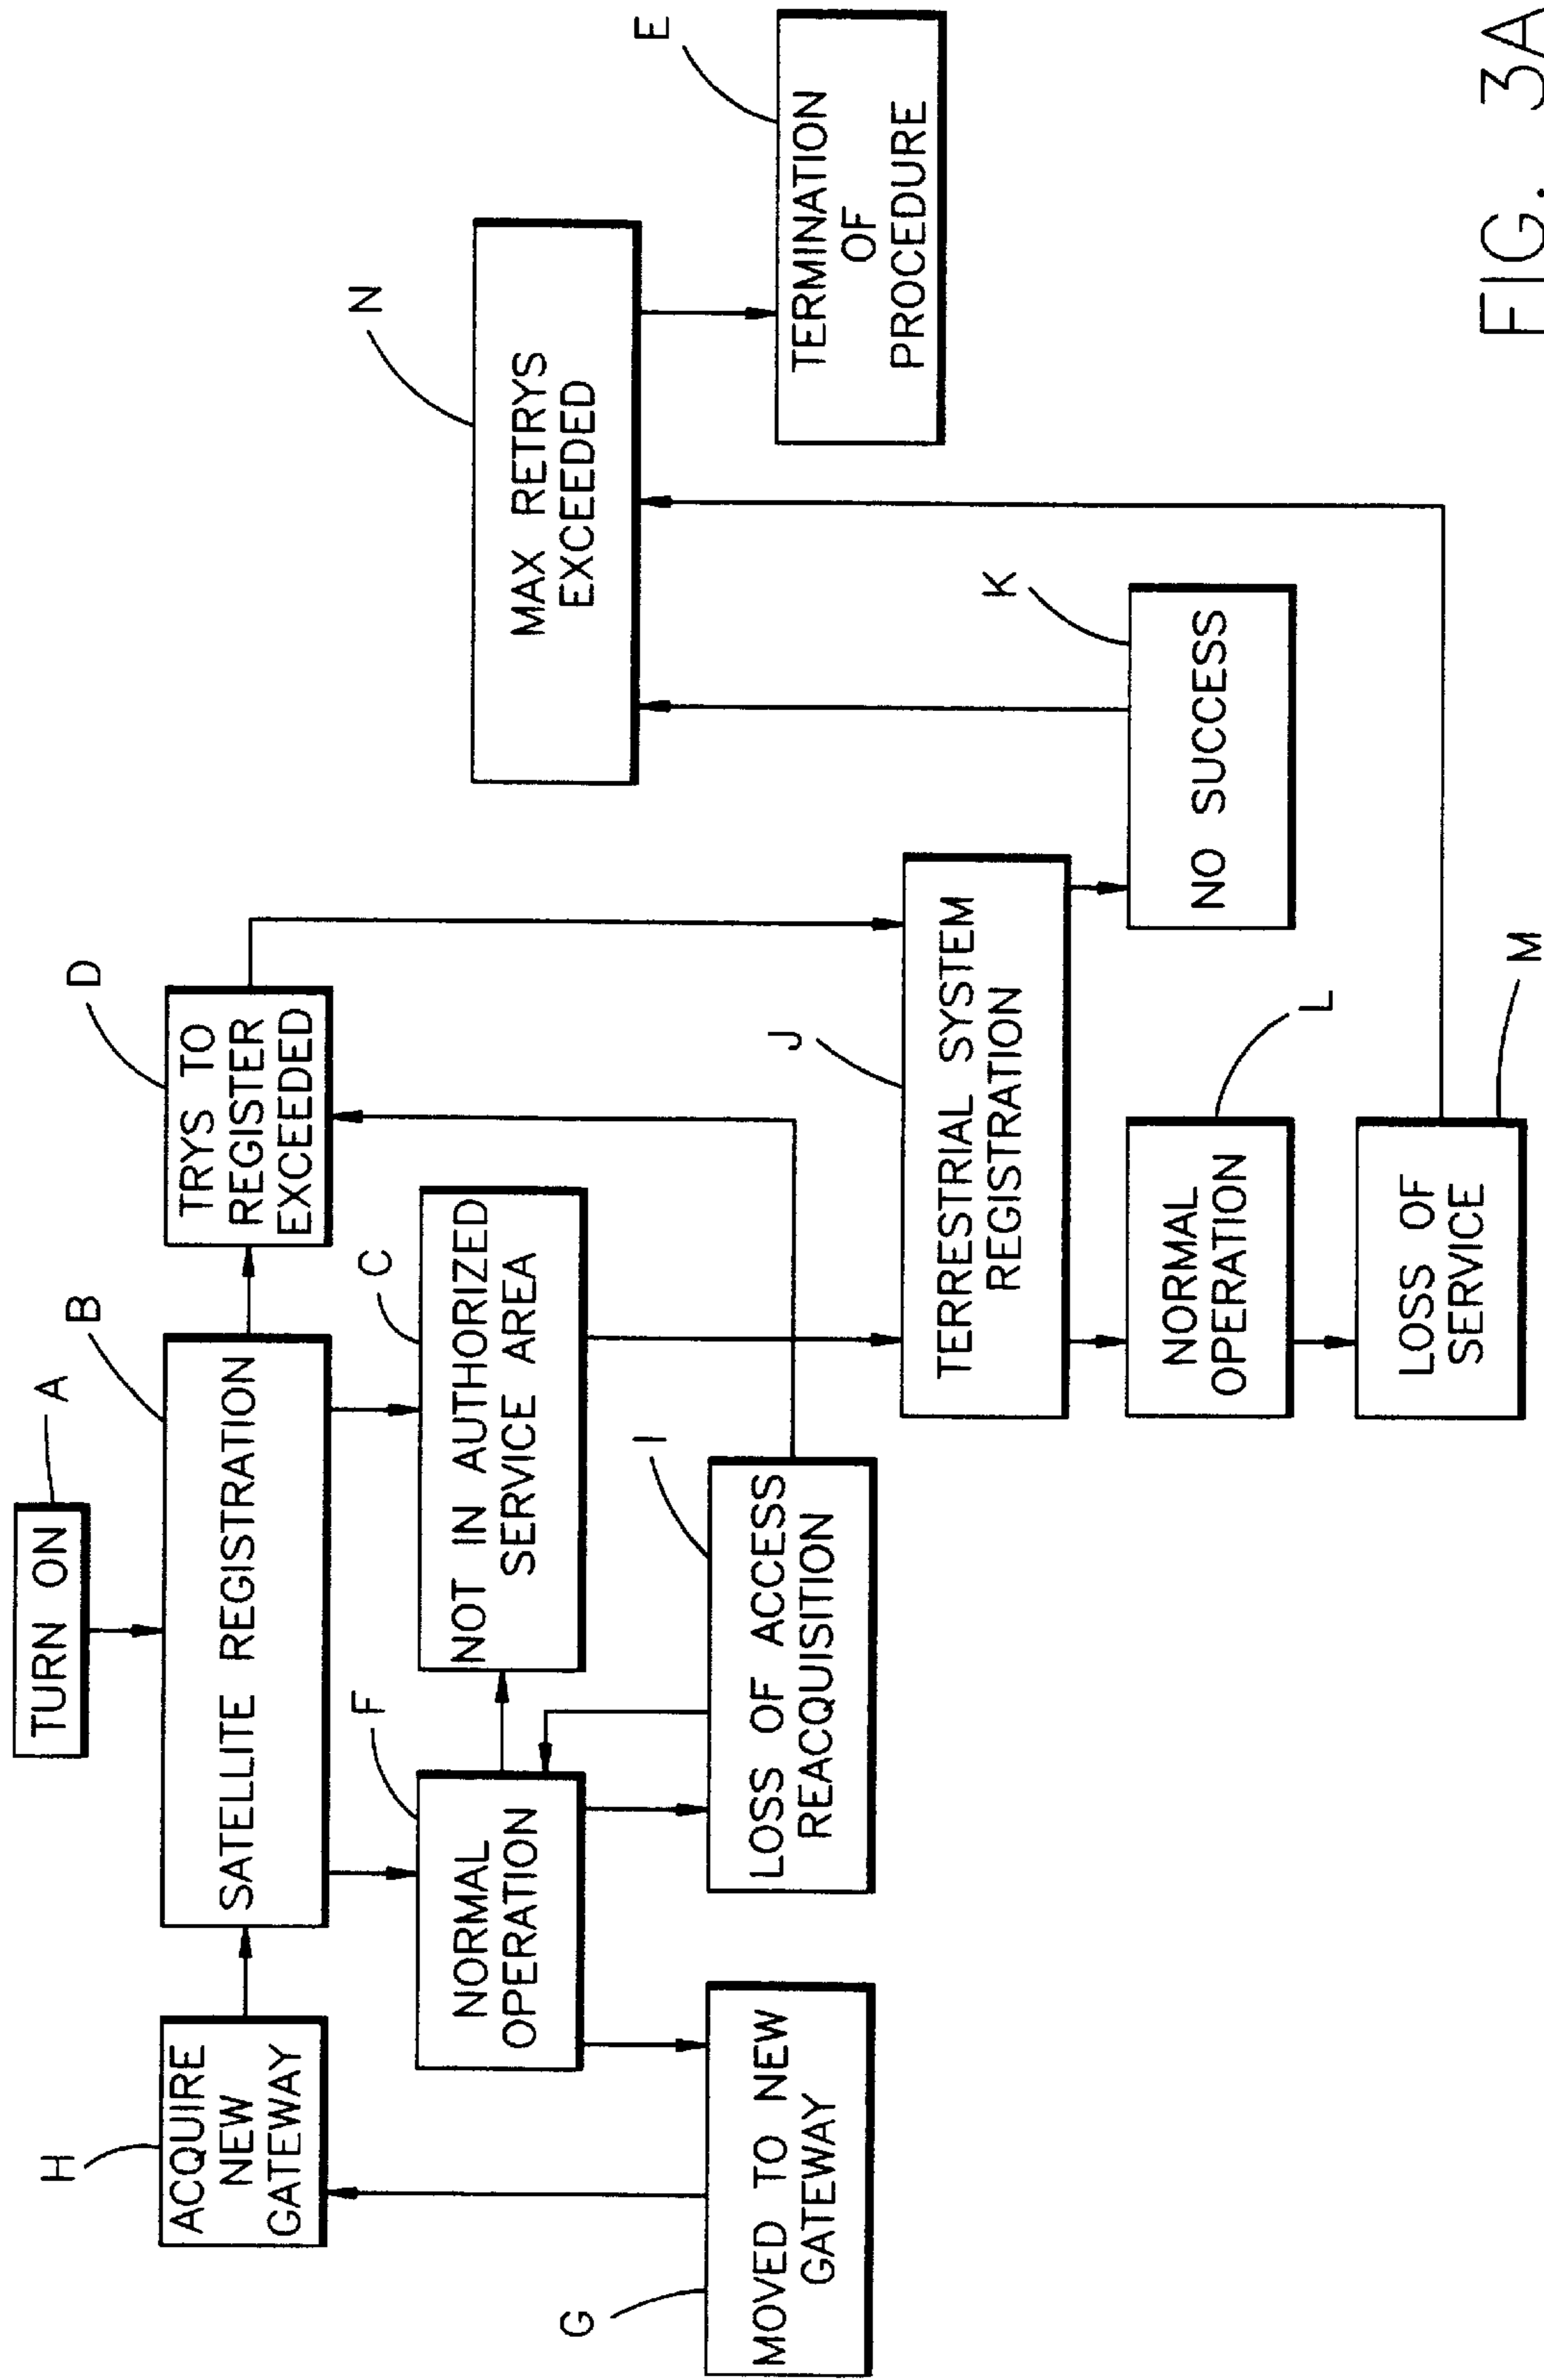 A
TURN ON
H
ACQUIRE
NEW
GATEWAY
B
SATELLITE REGISTRATION
D
TRYS TO
REGISTER
EXCEEDED
F
NORMAL
OPERATION
C
NOT IN AUTHORIZED
SERVICE AREA
N
MAX RETRYS
EXCEEDED
G
MOVED TO NEW
GATEWAY
I
LOSS OF ACCESS
REACQUISITION
E
TERMINATION
OF
PROCEDURE
J
TERRESTRIAL SYSTEM
REGISTRATION
L
NORMAL
OPERATION
K
NO SUCCESS
LOSS OF
SERVICE
M
FIG. 3A